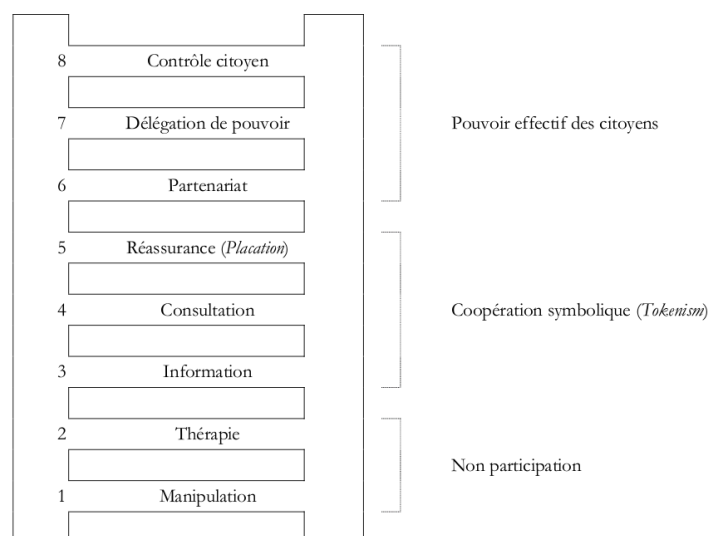 8 Contrôle citoyen
7 Délégation de pouvoir
Pouvoir effectif des citoyens
6 Partenariat
5 Réassurance (Placation)
4 Consultation
Coopération symbolique (Tokenism)
3 Information
2 Thérapie
Non participation
1 Manipulation